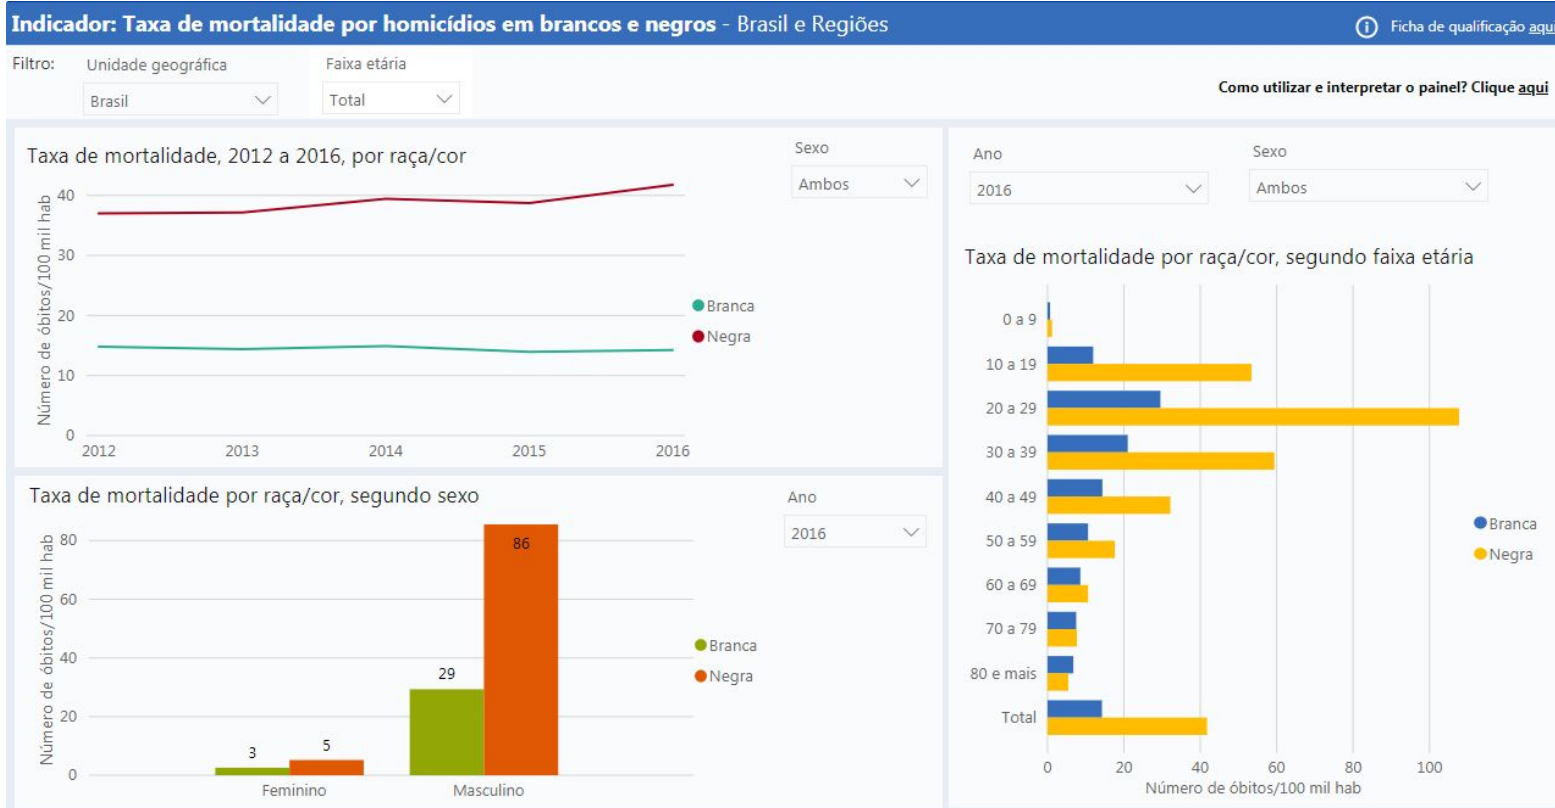 Indicador: Taxa de mortalidade por homicídios em brancos e negros - Brasil e Regiões
Ficha de qualificação aqui
Filtro:
Unidade geográfica
Brasil
Faixa etária
Total
Como utilizar e interpretar o painel? Clique aqui
Taxa de mortalidade, 2012 a 2016, por raça/cor
Sexo
Ambos
Número de óbitos/100 mil hab
40
30
20
10
0
2012 2013 2014 2015 2016
Branca
Negra
Taxa de mortalidade por raça/cor, segundo sexo
Ano
2016
Número de óbitos/100 mil hab
80
60
40
20
0
3
5
29
86
Feminino Masculino
Branca
Negra
Ano
2016
Sexo
Ambos
Taxa de mortalidade por raça/cor, segundo faixa etária
0 a 9
10 a 19
20 a 29
30 a 39
40 a 49
50 a 59
60 a 69
70 a 79
80 e mais
Total
0 20 40 60 80 100
Número de óbitos/100 mil hab
Branca
Negra